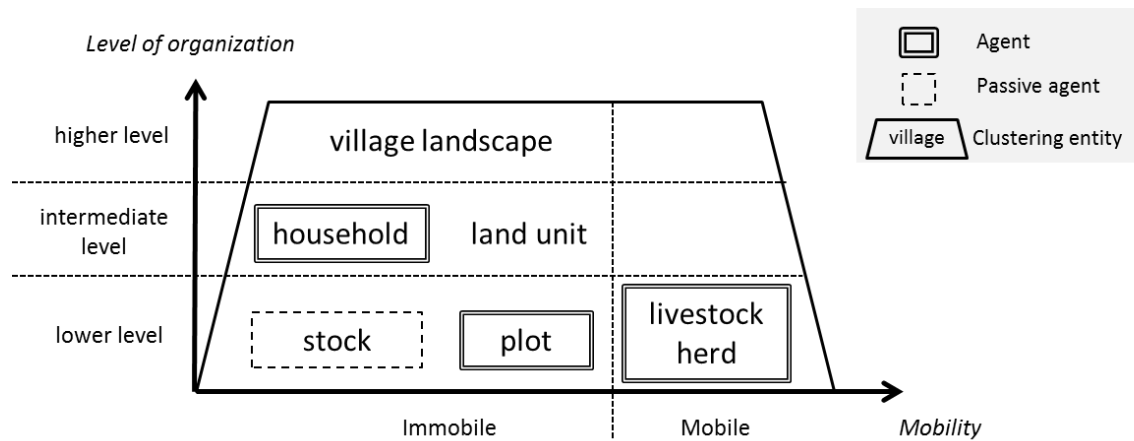 Level of organization
Agent
Passive agent
village
Clustering entity
higher level
village landscape
intermediate
level
household
land unit
lower level
stock
plot
livestock
herd
Immobile
Mobile
Mobility